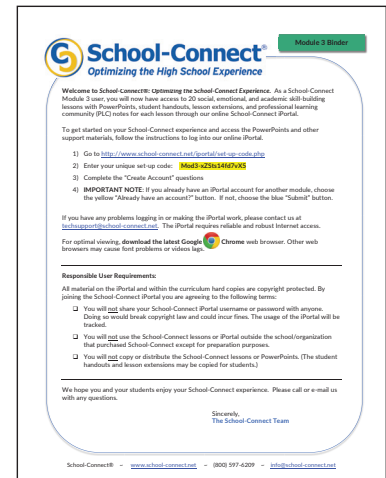 Module 3 Binder
School-Connect®
Optimizing the High School Experience
Welcome to School-Connect®: Optimizing the School-Connect Experience. As a School-Connect
Module 3 user, you will now have access to 20 social, emotional, and academic skill-building
lessons with PowerPoints, student handouts, lesson extensions, and professional learning
community (PLC) notes for each lesson through our online School-Connect iPortal.
To get started on your School-Connect experience and access the PowerPoints and other
support materials, follow the instructions to log into our online iPortal.
1) Go to http://www.school-connect.net/iportal/set-up-code.php
2) Enter your unique set-up code: Mod3-xZSts14fd7vXS
3) Complete the "Create Account" questions
4) IMPORTANT NOTE: If you already have an iPortal account for another module, choose
the yellow "Already have an account?" button. If not, choose the blue "Submit" button.
If you have any problems logging in or making the iPortal work, please contact us at
techsupport@school-connect.net. The iPortal requires reliable and robust Internet access.
For optimal viewing, download the latest Google Chrome web browser. Other web
browsers may cause font problems or videos lags.
Responsible User Requirements:
All material on the iPortal and within the curriculum hard copies are copyright protected. By
joining the School-Connect iPortal you are agreeing to the following terms:
❑ You will not share your School-Connect iPortal username or password with anyone.
Doing so would break copyright law and could incur fines. The usage of the iPortal will be
tracked.
❑ You will not use the School-Connect lessons or iPortal outside the school/organization
that purchased School-Connect except for preparation purposes.
❑ You will not copy or distribute the School-Connect lessons or PowerPoints. (The student
handouts and lesson extensions may be copied for students.)
We hope you and your students enjoy your School-Connect experience. Please call or e-mail us
with any questions.
Sincerely,
The School-Connect Team
School-Connect® ~ www.school-connect.net ~ (800) 597-6209 ~ info@school-connect.net